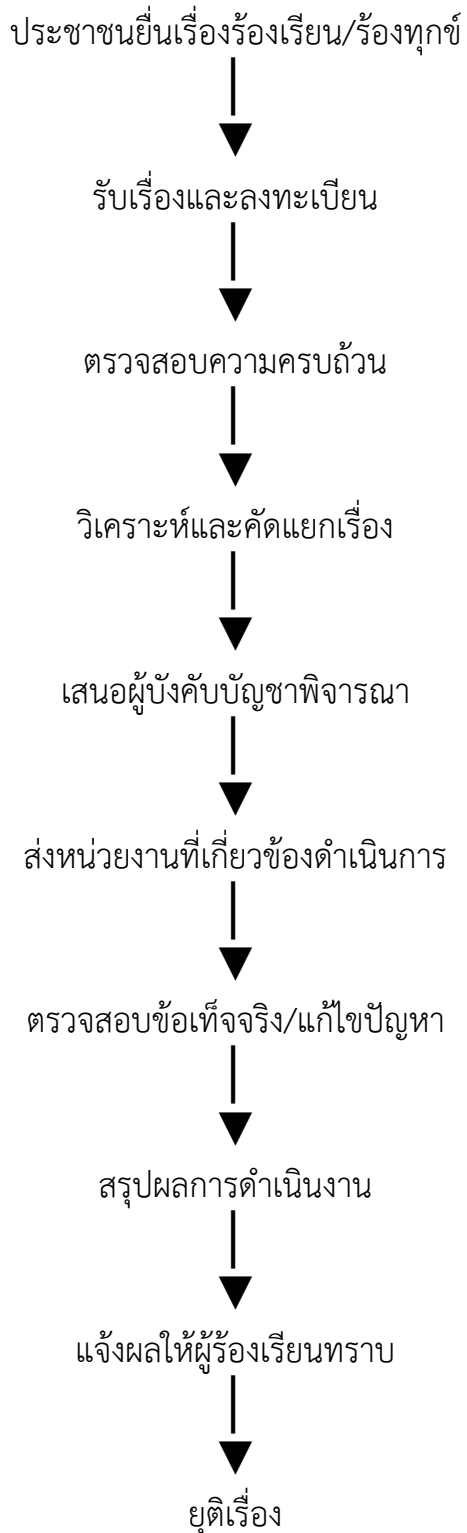 ประชาชนยื่นเรื่องร้องเรียน/ร้องทุกข์
รับเรื่องและลงทะเบียน
ตรวจสอบความครบถ้วน
วิเคราะห์และคัดแยกเรื่อง
เสนอผู้บังคับบัญชาพิจารณา
ส่งหน่วยงานที่เกี่ยวข้องดำเนินการ
ตรวจสอบข้อเท็จจริง/แก้ไขปัญหา
สรุปผลการดำเนินงาน
แจ้งผลให้ผู้ร้องเรียนทราบ
ยุติเรื่อง